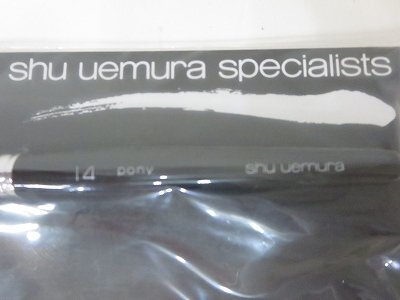 shu uemura specialists
14 pony shu uemura